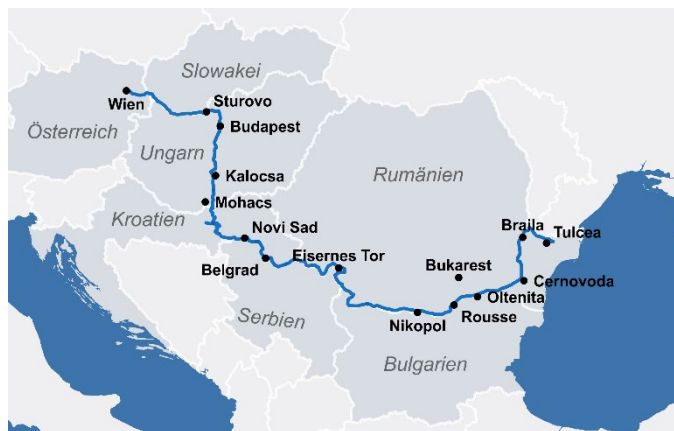 Slowakei
Wien
Sturovo
Österreich
Budapest
Ungarn
Kalocsa
Rumänien
Mohacs
Kroatien
Novi Sad
Braila
Tulcea
Eisernes Tor
Belgrad
Bukarest
Cernovoda
Oltenita
Serbien
Nikopol
Rousse
Bulgarien